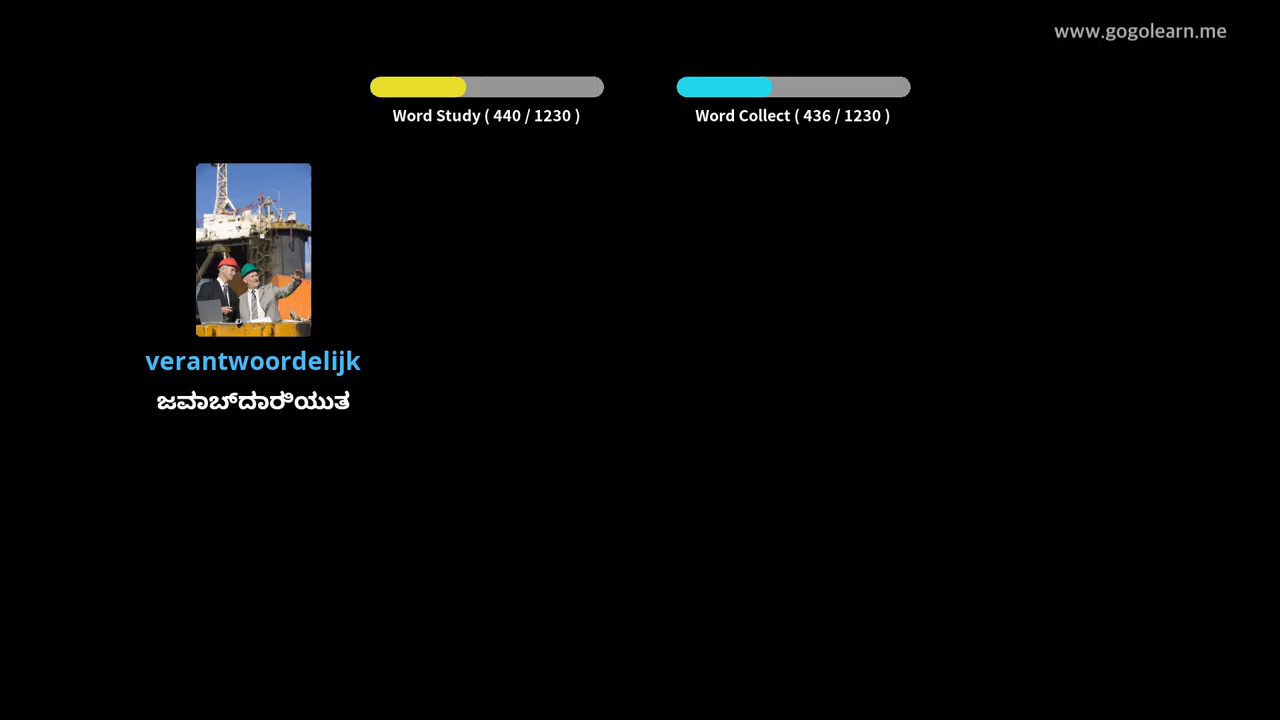 www.gogolearn.me
Word Study ( 440 / 1230 )
Word Collect ( 436 / 1230 )
verantwoordelijk
ಜವಾಬ್ದಾರಿಯುತ